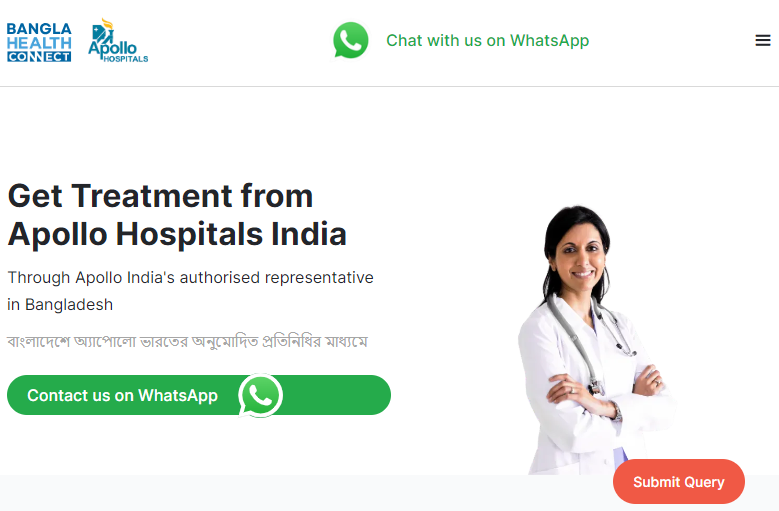 BANGLA
HEALTH
CONNECT
Apollo
HOSPITALS
Chat with us on WhatsApp
Get Treatment from
Apollo Hospitals India
Through Apollo India's authorised representative
in Bangladesh
বাংলাদেশে অ্যাপোলো ভারতের অনুমোদিত প্রতিনিধির মাধ্যমে
Contact us on WhatsApp
Submit Query